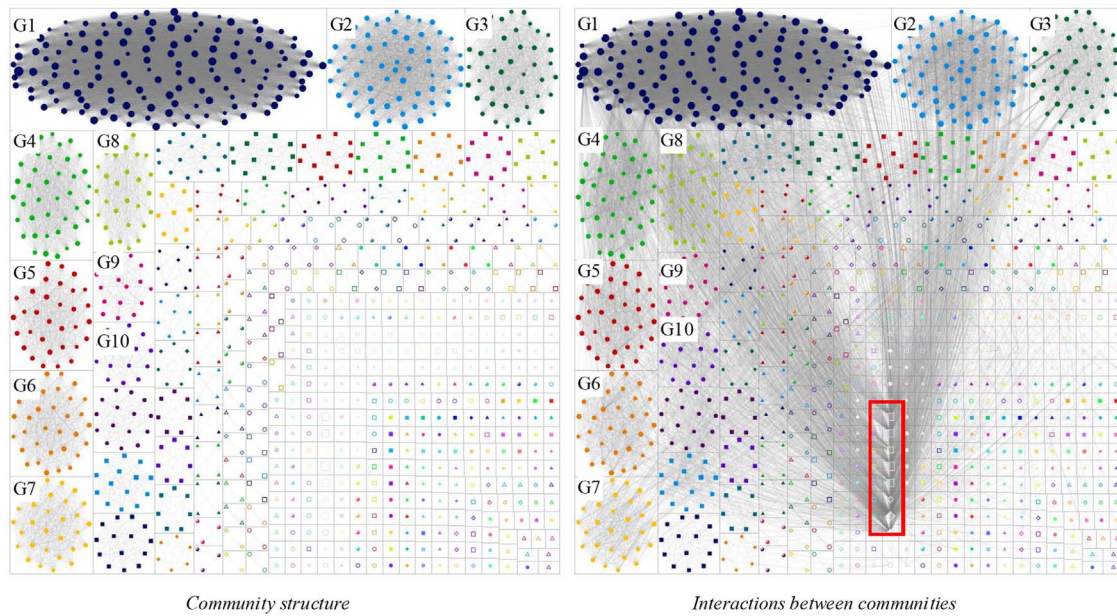 G1 G2 G3 G1 G2 G3
G4 G8 G4 G8
G5 G9 G5 G9
G10 G10
G6 G6
G7 G7
Community structure Interactions between communities